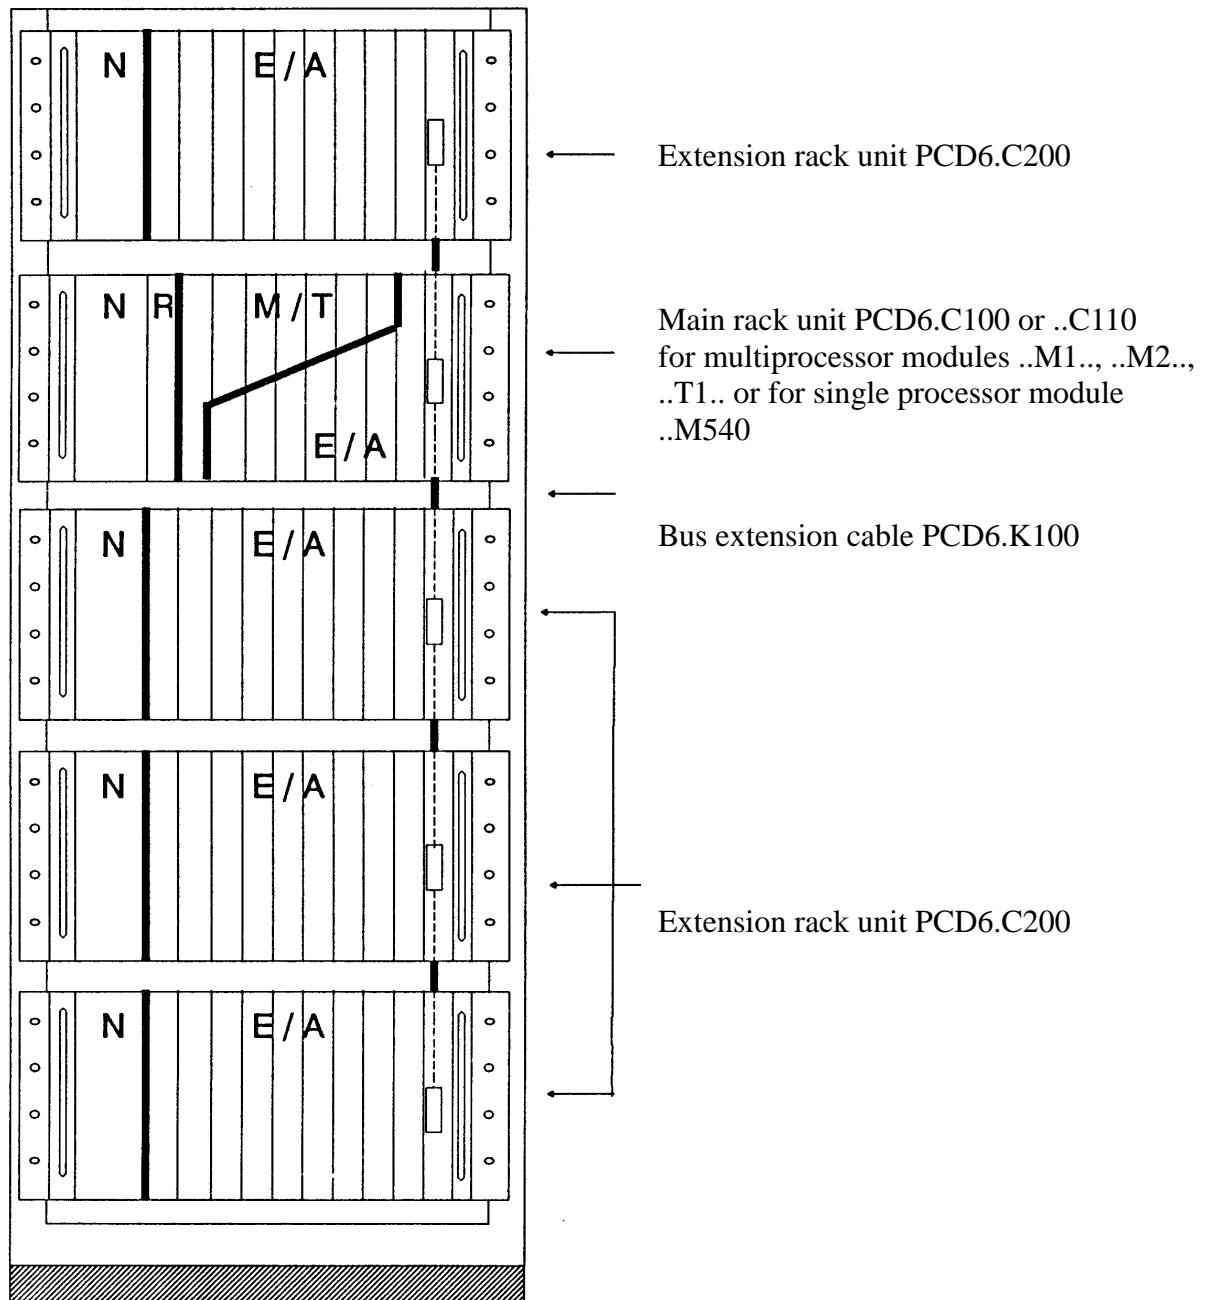 N E / A
Extension rack unit PCD6.C200
N R M / T
E / A
Main rack unit PCD6.C100 or ..C110
for multiprocessor modules ..M1.., ..M2..,
..T1.. or for single processor module
..M540
Bus extension cable PCD6.K100
N E / A
N E / A
Extension rack unit PCD6.C200
N E / A